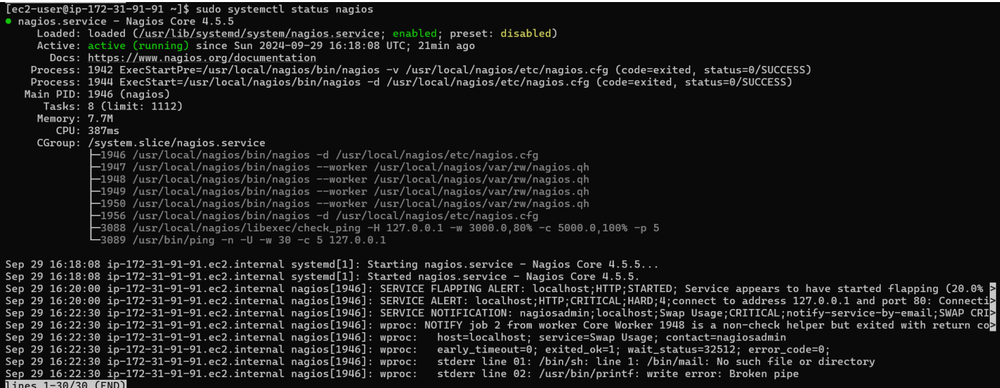 [ec2-user@ip-172-31-91-91 ~]$ sudo systemctl status nagios
● nagios.service - Nagios Core 4.5.5
     Loaded: loaded (/usr/lib/systemd/system/nagios.service; enabled; preset: disabled)
     Active: active (running) since Sun 2024-09-29 16:18:08 UTC; 21min ago
       Docs: https://www.nagios.org/documentation
    Process: 1942 ExecStartPre=/usr/local/nagios/bin/nagios -v /usr/local/nagios/etc/nagios.cfg (code=exited, status=0/SUCCESS)
    Process: 1944 ExecStart=/usr/local/nagios/bin/nagios -d /usr/local/nagios/etc/nagios.cfg (code=exited, status=0/SUCCESS)
   Main PID: 1946 (nagios)
      Tasks: 8 (limit: 1112)
     Memory: 7.7M
        CPU: 387ms
     CGroup: /system.slice/nagios.service
             ├─1946 /usr/local/nagios/bin/nagios -d /usr/local/nagios/etc/nagios.cfg
             ├─1947 /usr/local/nagios/bin/nagios --worker /usr/local/nagios/var/rw/nagios.qh
             ├─1948 /usr/local/nagios/bin/nagios --worker /usr/local/nagios/var/rw/nagios.qh
             ├─1949 /usr/local/nagios/bin/nagios --worker /usr/local/nagios/var/rw/nagios.qh
             ├─1950 /usr/local/nagios/bin/nagios --worker /usr/local/nagios/var/rw/nagios.qh
             ├─1956 /usr/local/nagios/bin/nagios -d /usr/local/nagios/etc/nagios.cfg
             ├─3088 /usr/local/nagios/libexec/check_ping -H 127.0.0.1 -w 3000.0,80% -c 5000.0,100% -p 5
             └─3089 /usr/bin/ping -n -U -w 30 -c 5 127.0.0.1
Sep 29 16:18:08 ip-172-31-91-91.ec2.internal systemd[1]: Starting nagios.service - Nagios Core 4.5.5...
Sep 29 16:18:08 ip-172-31-91-91.ec2.internal systemd[1]: Started nagios.service - Nagios Core 4.5.5.
Sep 29 16:20:00 ip-172-31-91-91.ec2.internal nagios[1946]: SERVICE FLAPPING ALERT: localhost;HTTP;STARTED; Service appears to have started flapping (20.0% >
Sep 29 16:20:00 ip-172-31-91-91.ec2.internal nagios[1946]: SERVICE ALERT: localhost;HTTP;CRITICAL;HARD;4;connect to address 127.0.0.1 and port 80: Connecti>
Sep 29 16:22:30 ip-172-31-91-91.ec2.internal nagios[1946]: SERVICE NOTIFICATION: nagiosadmin;localhost;Swap Usage;CRITICAL;notify-service-by-email;SWAP CRI>
Sep 29 16:22:30 ip-172-31-91-91.ec2.internal nagios[1946]: wproc: NOTIFY job 2 from worker Core Worker 1948 is a non-check helper but exited with return co>
Sep 29 16:22:30 ip-172-31-91-91.ec2.internal nagios[1946]: wproc:   host=localhost; service=Swap Usage; contact=nagiosadmin
Sep 29 16:22:30 ip-172-31-91-91.ec2.internal nagios[1946]: wproc:   early_timeout=0; exited_ok=1; wait_status=32512; error_code=0;
Sep 29 16:22:30 ip-172-31-91-91.ec2.internal nagios[1946]: wproc:   stderr line 01: /bin/sh: line 1: /bin/mail: No such file or directory
Sep 29 16:22:30 ip-172-31-91-91.ec2.internal nagios[1946]: wproc:   stderr line 02: /usr/bin/printf: write error: Broken pipe
lines 1-30/30 (END)